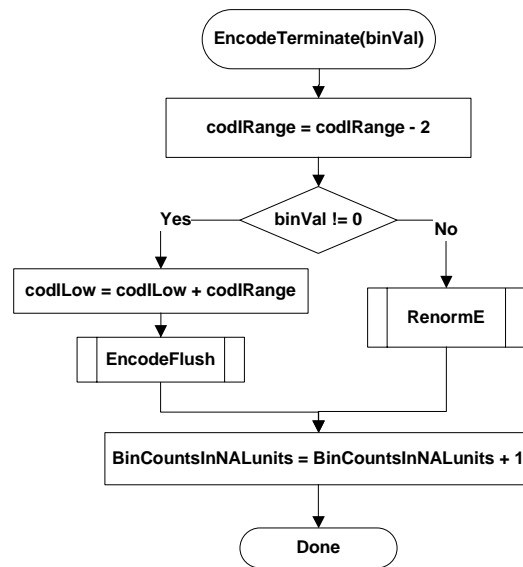 EncodeTerminate(binVal)
codIRange = codIRange - 2
binVal != 0
Yes
No
codILow = codILow + codIRange
RenormE
EncodeFlush
BinCountsInNALunits = BinCountsInNALunits + 1
Done